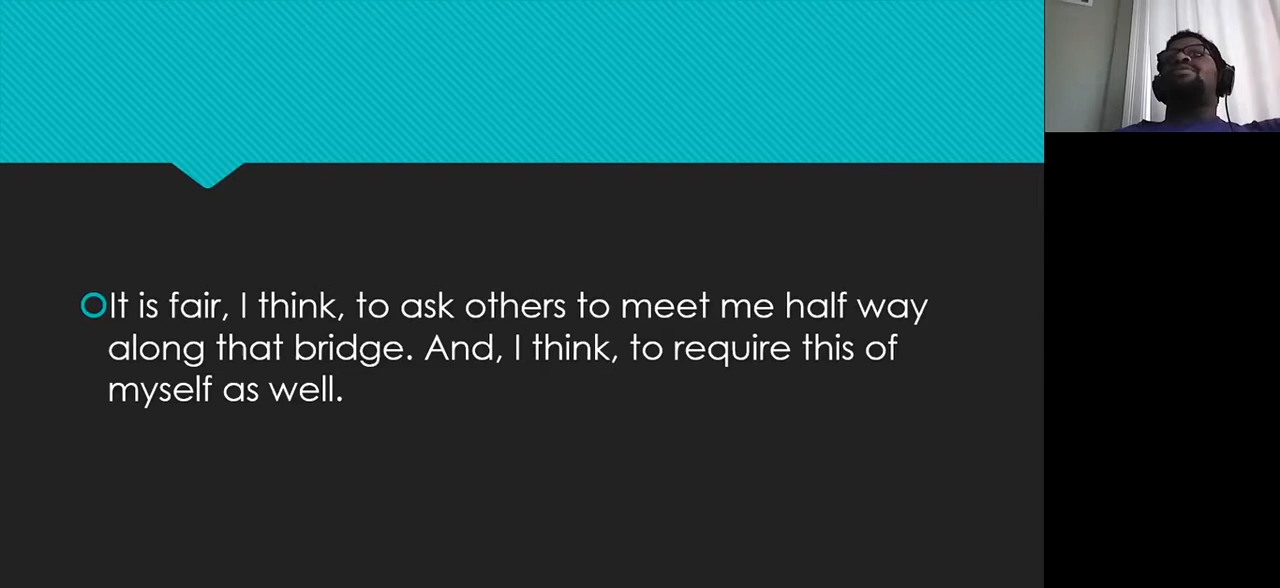 It is fair, I think, to ask others to meet me half way
along that bridge. And, I think, to require this of
myself as well.